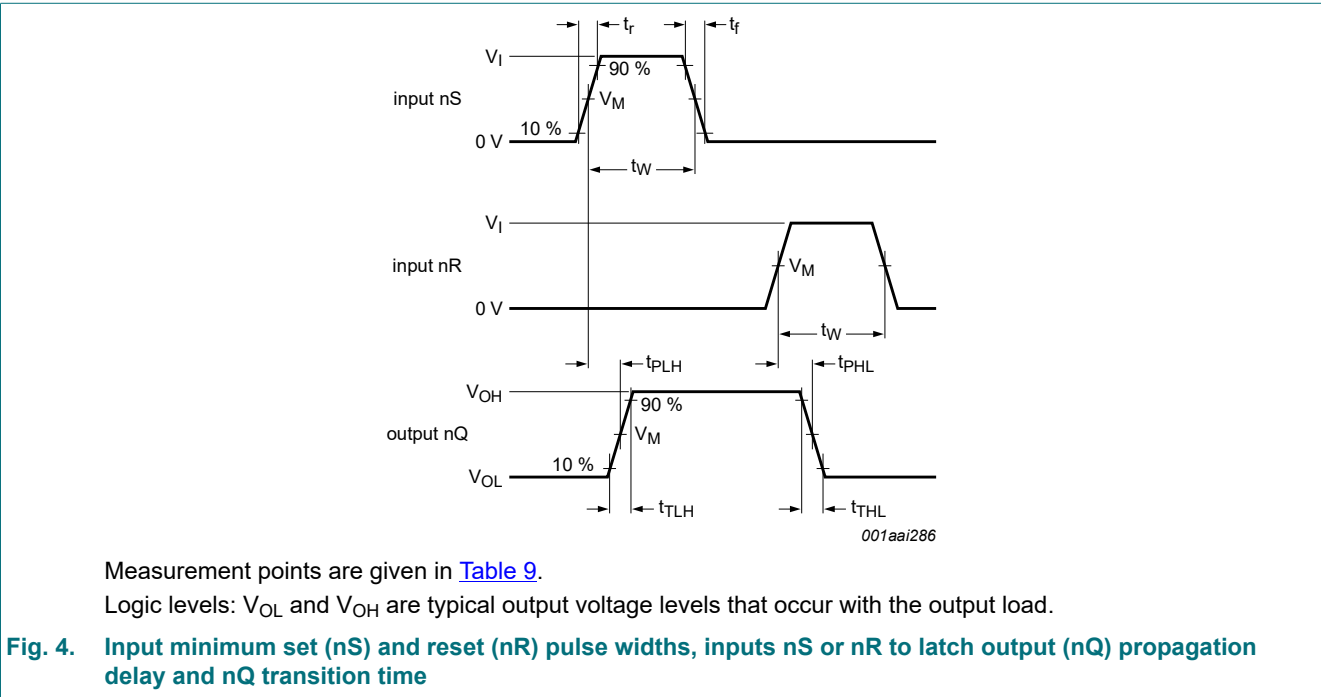 tr tf
VI
90 %
input nS VM
10 %
0 V
tW
VI
input nR VM
0 V
tW
tPLH tPHL
VOH
90 %
output nQ VM
10 %
VOL
tTLH tTHL
001aai286
Measurement points are given in Table 9.
Logic levels: VOL and VOH are typical output voltage levels that occur with the output load.
Fig. 4. Input minimum set (nS) and reset (nR) pulse widths, inputs nS or nR to latch output (nQ) propagation
delay and nQ transition time